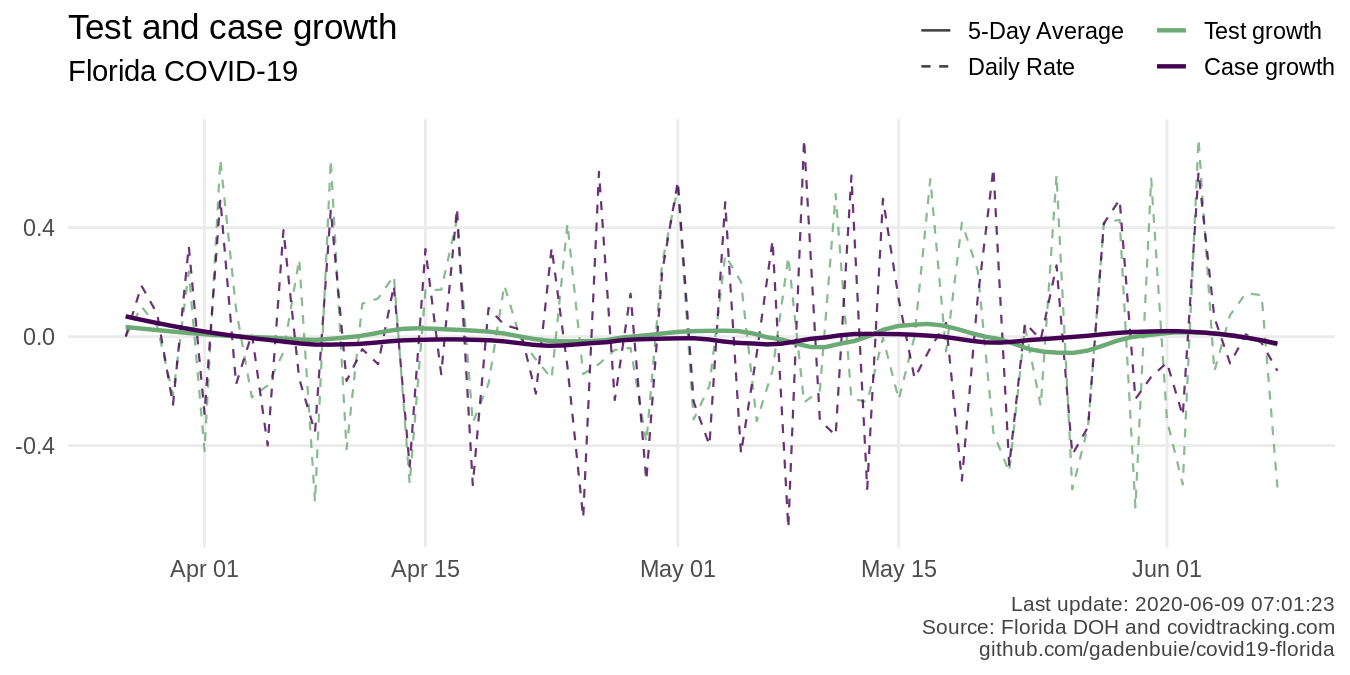 Test and case growth
Florida COVID-19
5-Day Average
Test growth
Daily Rate
Case growth
0.4
0.0
-0.4
Apr 01
Apr 15
May 01
May 15
Jun 01
Last update: 2020-06-09 07:01:23
Source: Florida DOH and covidtracking.com
github.com/gadenbuie/covid19-florida